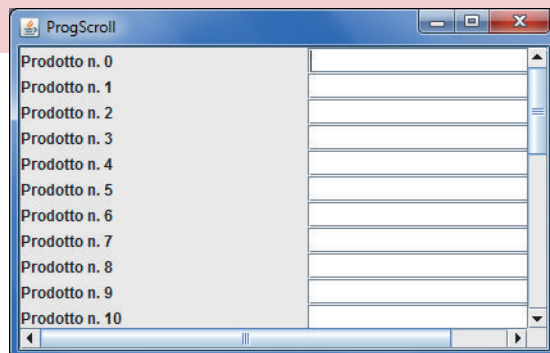 ProgScroll
Prodotto n. 0
Prodotto n. 1
Prodotto n. 2
Prodotto n. 3
Prodotto n. 4
Prodotto n. 5
Prodotto n. 6
Prodotto n. 7
Prodotto n. 8
Prodotto n. 9
Prodotto n. 10